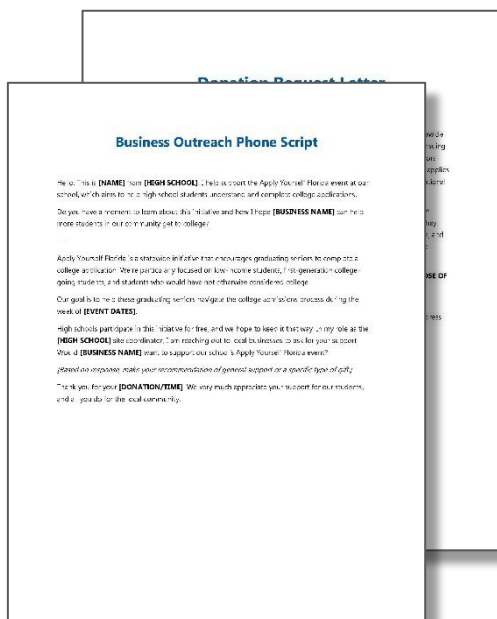 Donation Request Letter
Business Outreach Phone Script
Hello. This is [NAME] from [HIGH SCHOOL]. I help support the Apply Yourself Florida event at our
school, which aims to help high school students understand and complete college applications.
Do you have a moment to learn about this initiative and how I hope [BUSINESS NAME] can help
more students in our community get to college?
Apply Yourself Florida is a statewide initiative that encourages graduating seniors to complete a
college application. We're particularly focused on low-income students, first-generation college-
going students, and students who would have not otherwise considered college.
Our goal is to help these graduating seniors navigate the college admissions process during the
week of [EVENT DATES].
High schools participate in this initiative for free, and we hope to keep it that way. In my role as the
[HIGH SCHOOL] site coordinator, I am reaching out to local businesses to ask for your support.
Would [BUSINESS NAME] want to support our school's Apply Yourself Florida event?
[Based on response, make your recommendation of general support or a specific type of gift.]
Thank you for your [DONATION/TIME]. We very much appreciate your support for our students,
and all you do for the local community.
applies
and
OSE OF